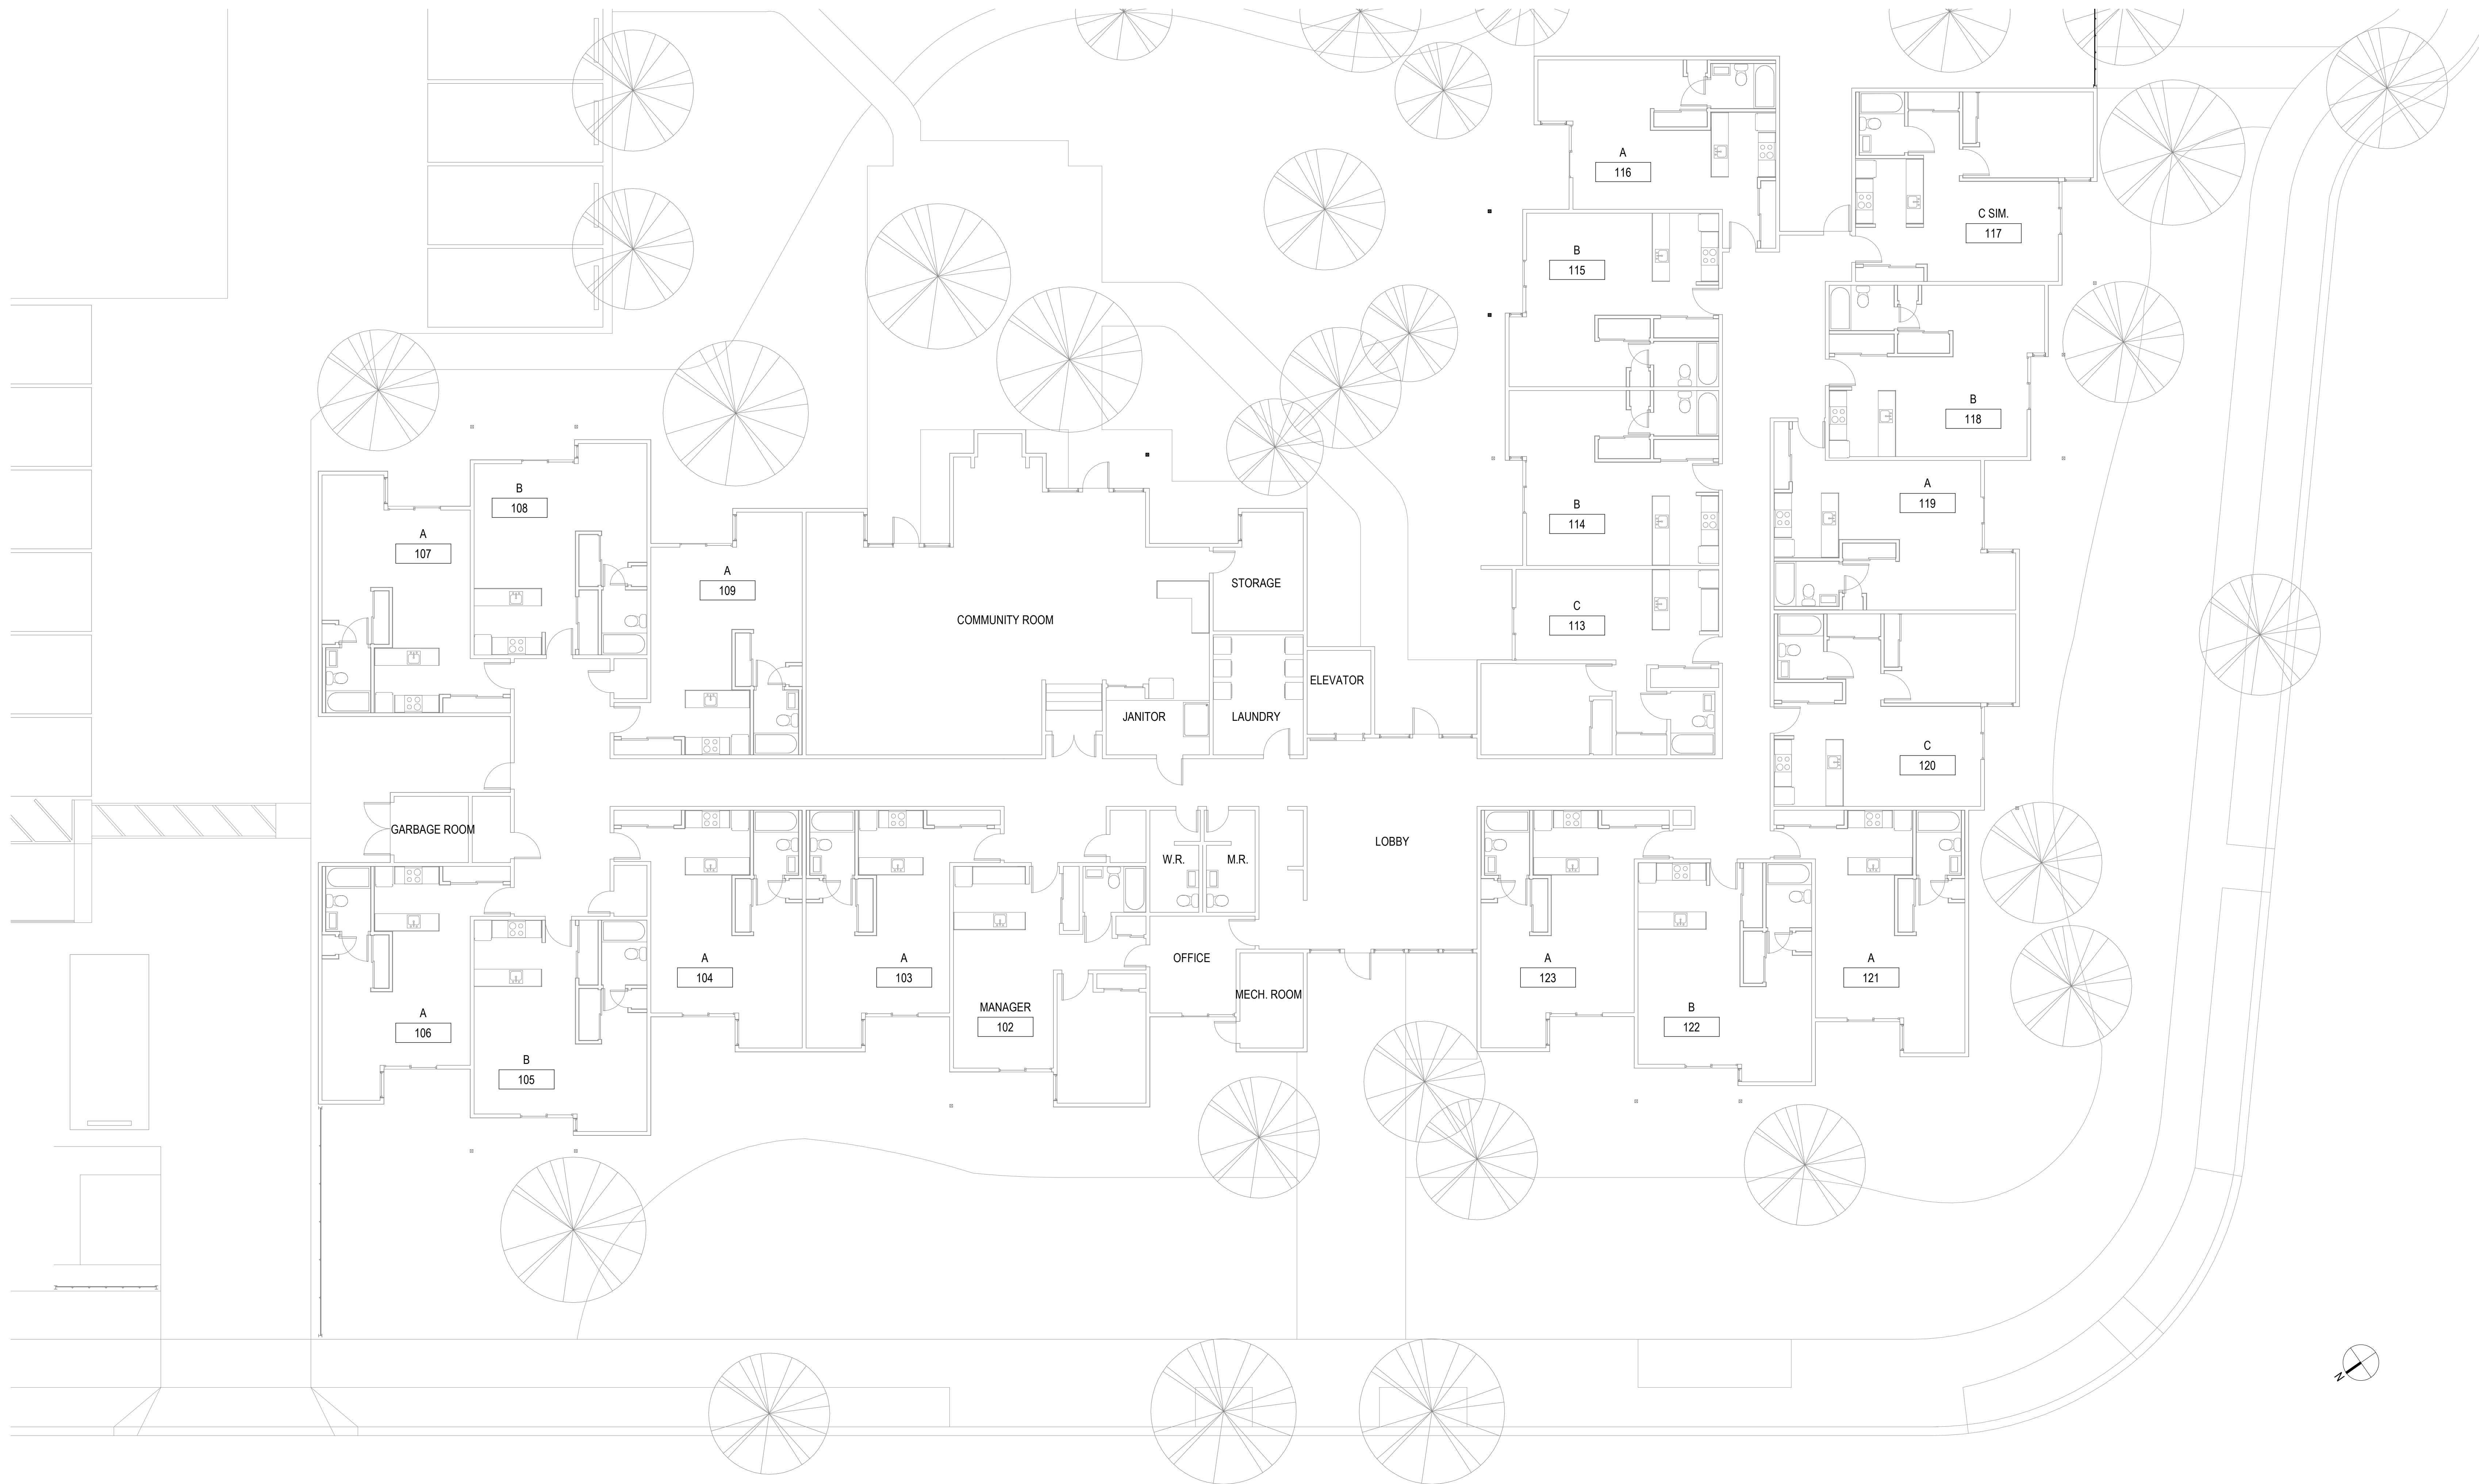 A
116
C SIM.
117
B
115
B
118
A
119
B
114
C
113
C
120
B
108
A
107
A
109
COMMUNITY ROOM
STORAGE
ELEVATOR
JANITOR
LAUNDRY
GARBAGE ROOM
W.R.
M.R.
LOBBY
OFFICE
MECH. ROOM
A
104
A
103
A
123
A
121
MANAGER
102
B
122
A
106
B
105
N